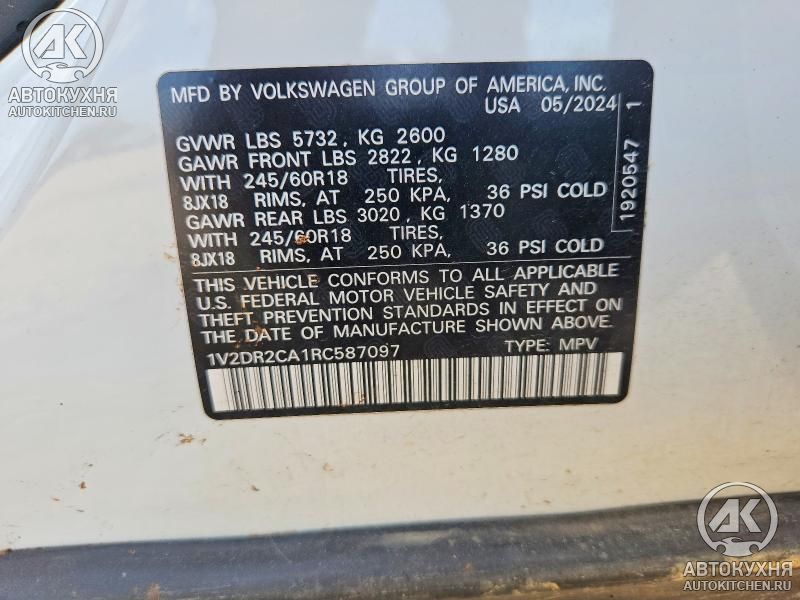 АК
АВТОКУХНЯ
AUTOKITCHEN.RU
MFD BY VOLKSWAGEN GROUP OF AMERICA, INC.
USA 05/2024
GVWR LBS 5732, KG 2600
GAWR FRONT LBS 2822, KG 1280
WITH 245/60R18 TIRES,
8JX18 RIMS, AT 250 KPA, 36 PSI COLD
GAWR REAR LBS 3020, KG 1370
WITH 245/60R18 TIRES,
8JX18 RIMS, AT 250 KPA, 36 PSI COLD
THIS VEHICLE CONFORMS TO ALL APPLICABLE
U.S. FEDERAL MOTOR VEHICLE SAFETY AND
THEFT PREVENTION STANDARDS IN EFFECT ON
THE DATE OF MANUFACTURE SHOWN ABOVE.
1V2DR2CA1RC587097 TYPE: MPV
1920547 1
АК
АВТОКУХНЯ
AUTOKITCHEN.RU